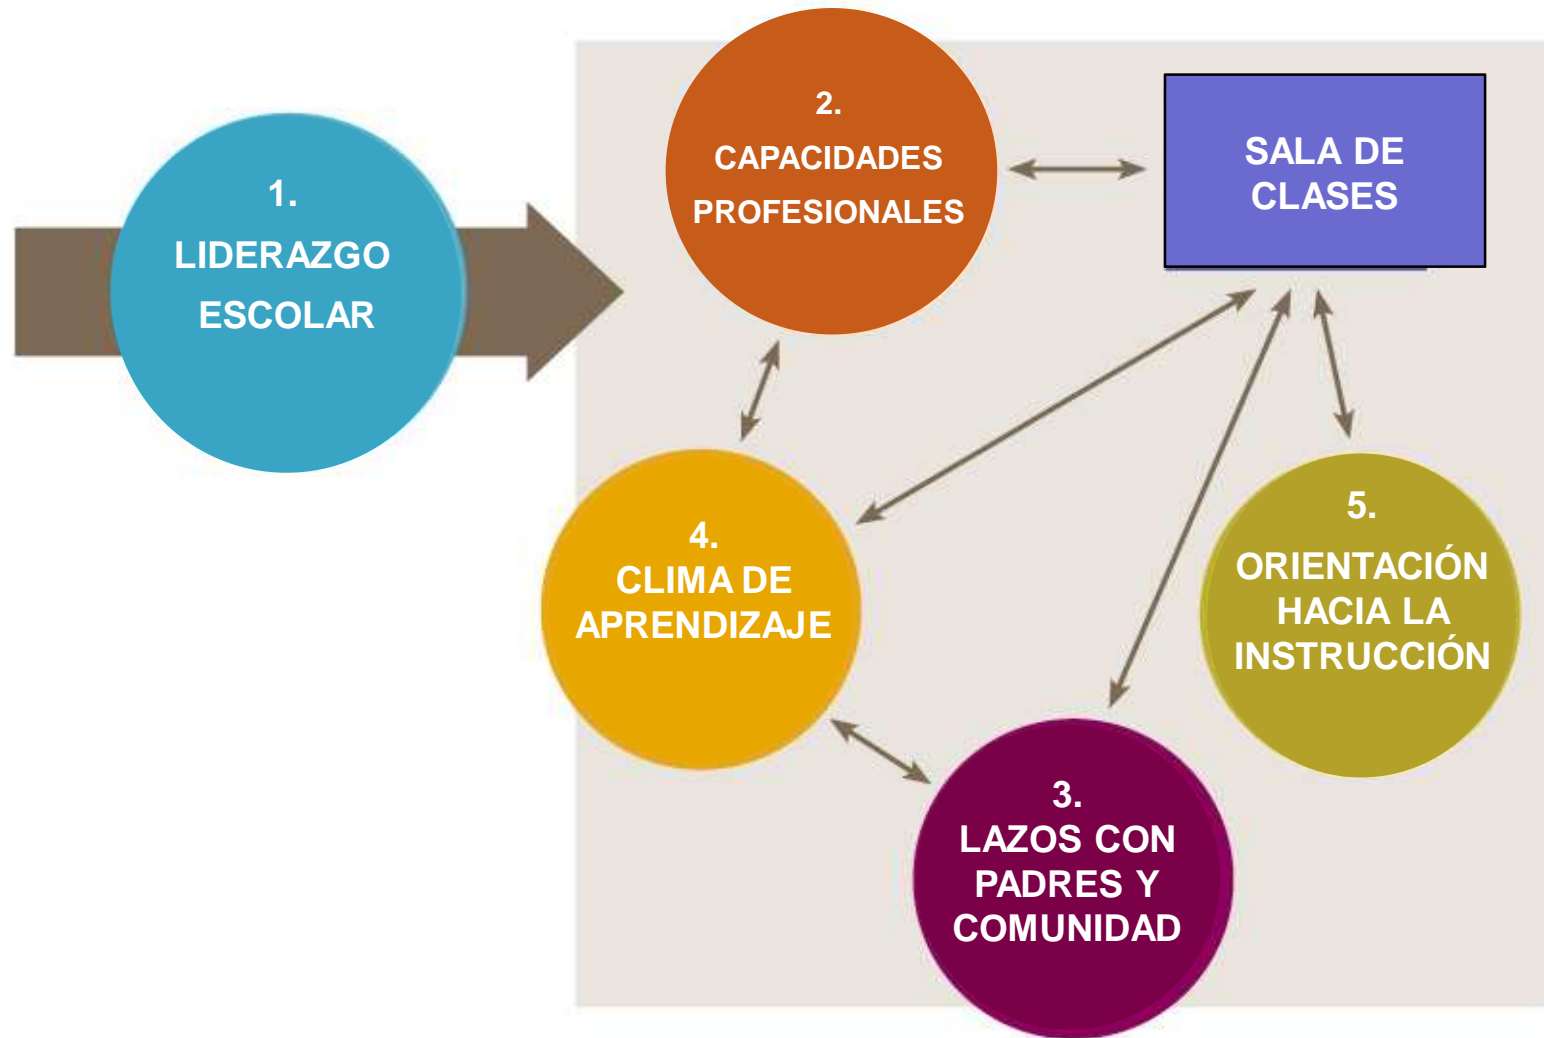 1.
LIDERAZGO
ESCOLAR
2.
CAPACIDADES
PROFESIONALES
SALA DE
CLASES
4.
CLIMA DE
APRENDIZAJE
5.
ORIENTACIÓN
HACIA LA
INSTRUCCIÓN
3.
LAZOS CON
PADRES Y
COMUNIDAD